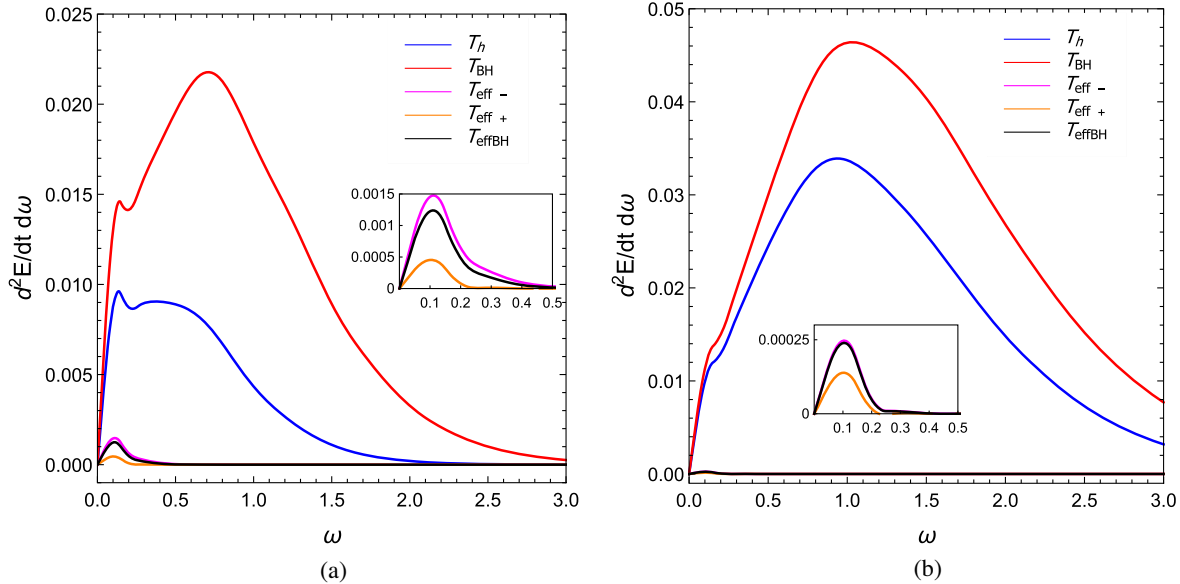 0.025
0.020
0.015
0.010
0.005
0.000
d²E/dt dω
0.0 0.5 1.0 1.5 2.0 2.5 3.0
ω
T_h
T_BH
T_eff −
T_eff +
T_effBH
0.0015
0.001
0.0005
0
0.1 0.2 0.3 0.4 0.5
(a)
0.05
0.04
0.03
0.02
0.01
0.00
d²E/dt dω
0.0 0.5 1.0 1.5 2.0 2.5 3.0
ω
T_h
T_BH
T_eff −
T_eff +
T_effBH
0.00025
0
0.1 0.2 0.3 0.4 0.5
(b)